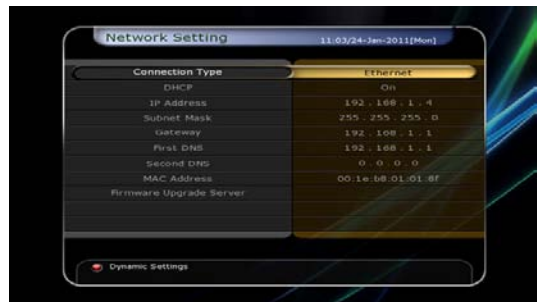 Network Setting 11:03/24-Jan-2011[Mon]
Connection Type Ethernet
DHCP On
IP Address 192 . 168 . 1 . 4
Subnet Mask 255 . 255 . 255 . 0
Gateway 192 . 168 . 1 . 1
First DNS 192 . 168 . 1 . 1
Second DNS 0 . 0 . 0 . 0
MAC Address 00:1e:b8:01:01:8f
Firmware Upgrade Server
Dynamic Settings